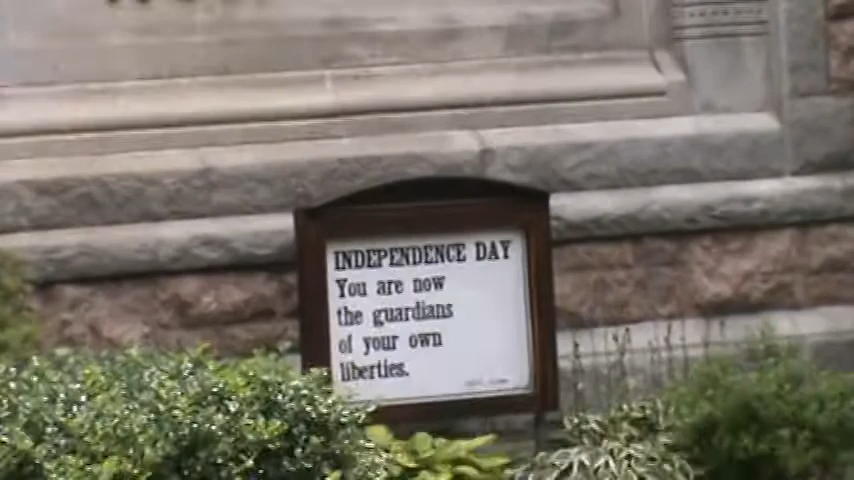 INDEPENDENCE DAY
You are now
the guardians
of your own
liberties.